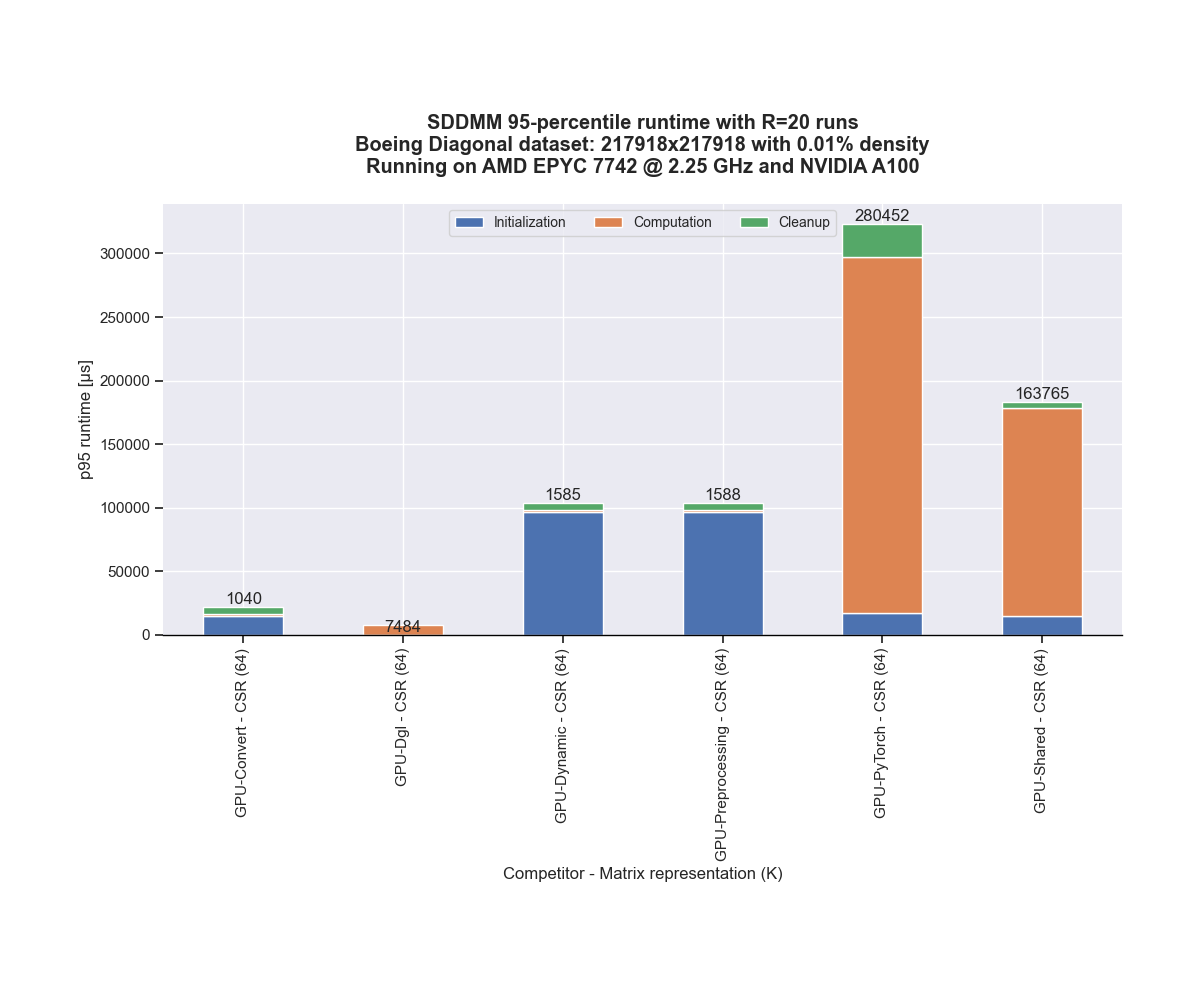 SDDMM 95-percentile runtime with R=20 runs
Boeing Diagonal dataset: 217918x217918 with 0.01% density
Running on AMD EPYC 7742 @ 2.25 GHz and NVIDIA A100
Initialization
Computation
Cleanup
p95 runtime [μs]
300000
250000
200000
150000
100000
50000
0
1040
7484
1585
1588
280452
163765
GPU-Convert - CSR (64)
GPU-Dgl - CSR (64)
GPU-Dynamic - CSR (64)
GPU-Preprocessing - CSR (64)
GPU-PyTorch - CSR (64)
GPU-Shared - CSR (64)
Competitor - Matrix representation (K)